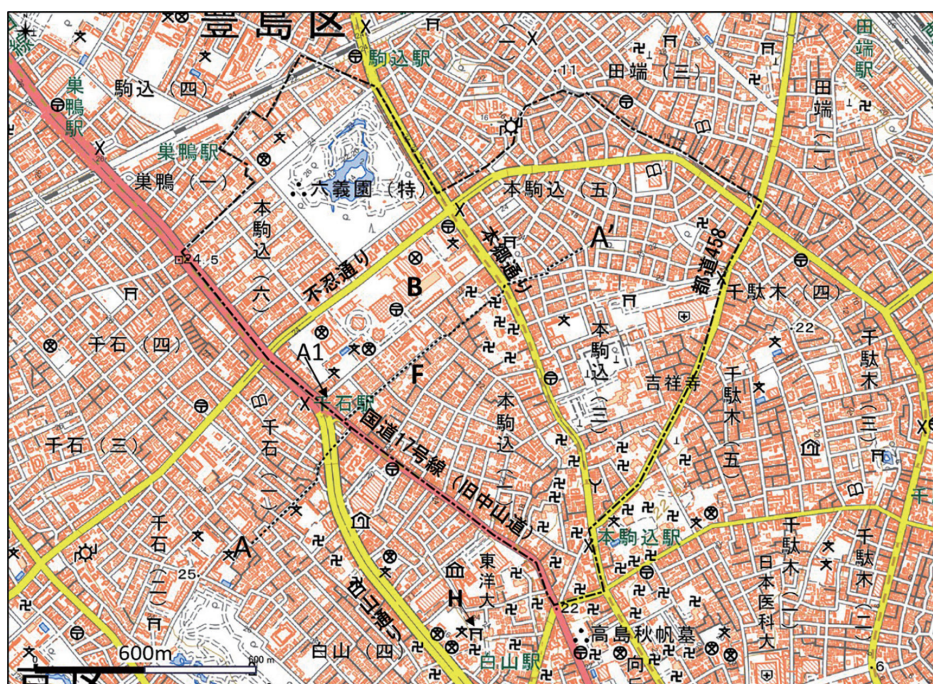 豊島区
駒込駅
一
田端（三）
・11
田端駅
田端（二）
駒込（四）
巣鴨駅
巣鴨駅
巣鴨（一）
六義園（特）
本駒込（五）
本駒込（六）
24.5
不忍通り
本郷通り
A'
都道458
B
千駄木（四）
・22
千石（四）
A1
千石駅
F
本駒込（三）
吉祥寺
千駄木（三）
千駄木（五）
千石（三）
千石（一）
国道17号線（旧中山道）
本駒込（二）
A
千石（二）
25・
白山通り
東洋大
H
22
本駒込駅
日本医科大
千駄木（一）
千駄木（二）
高島秋帆墓
白山（四）
白山駅
向
・6
600m
600 m